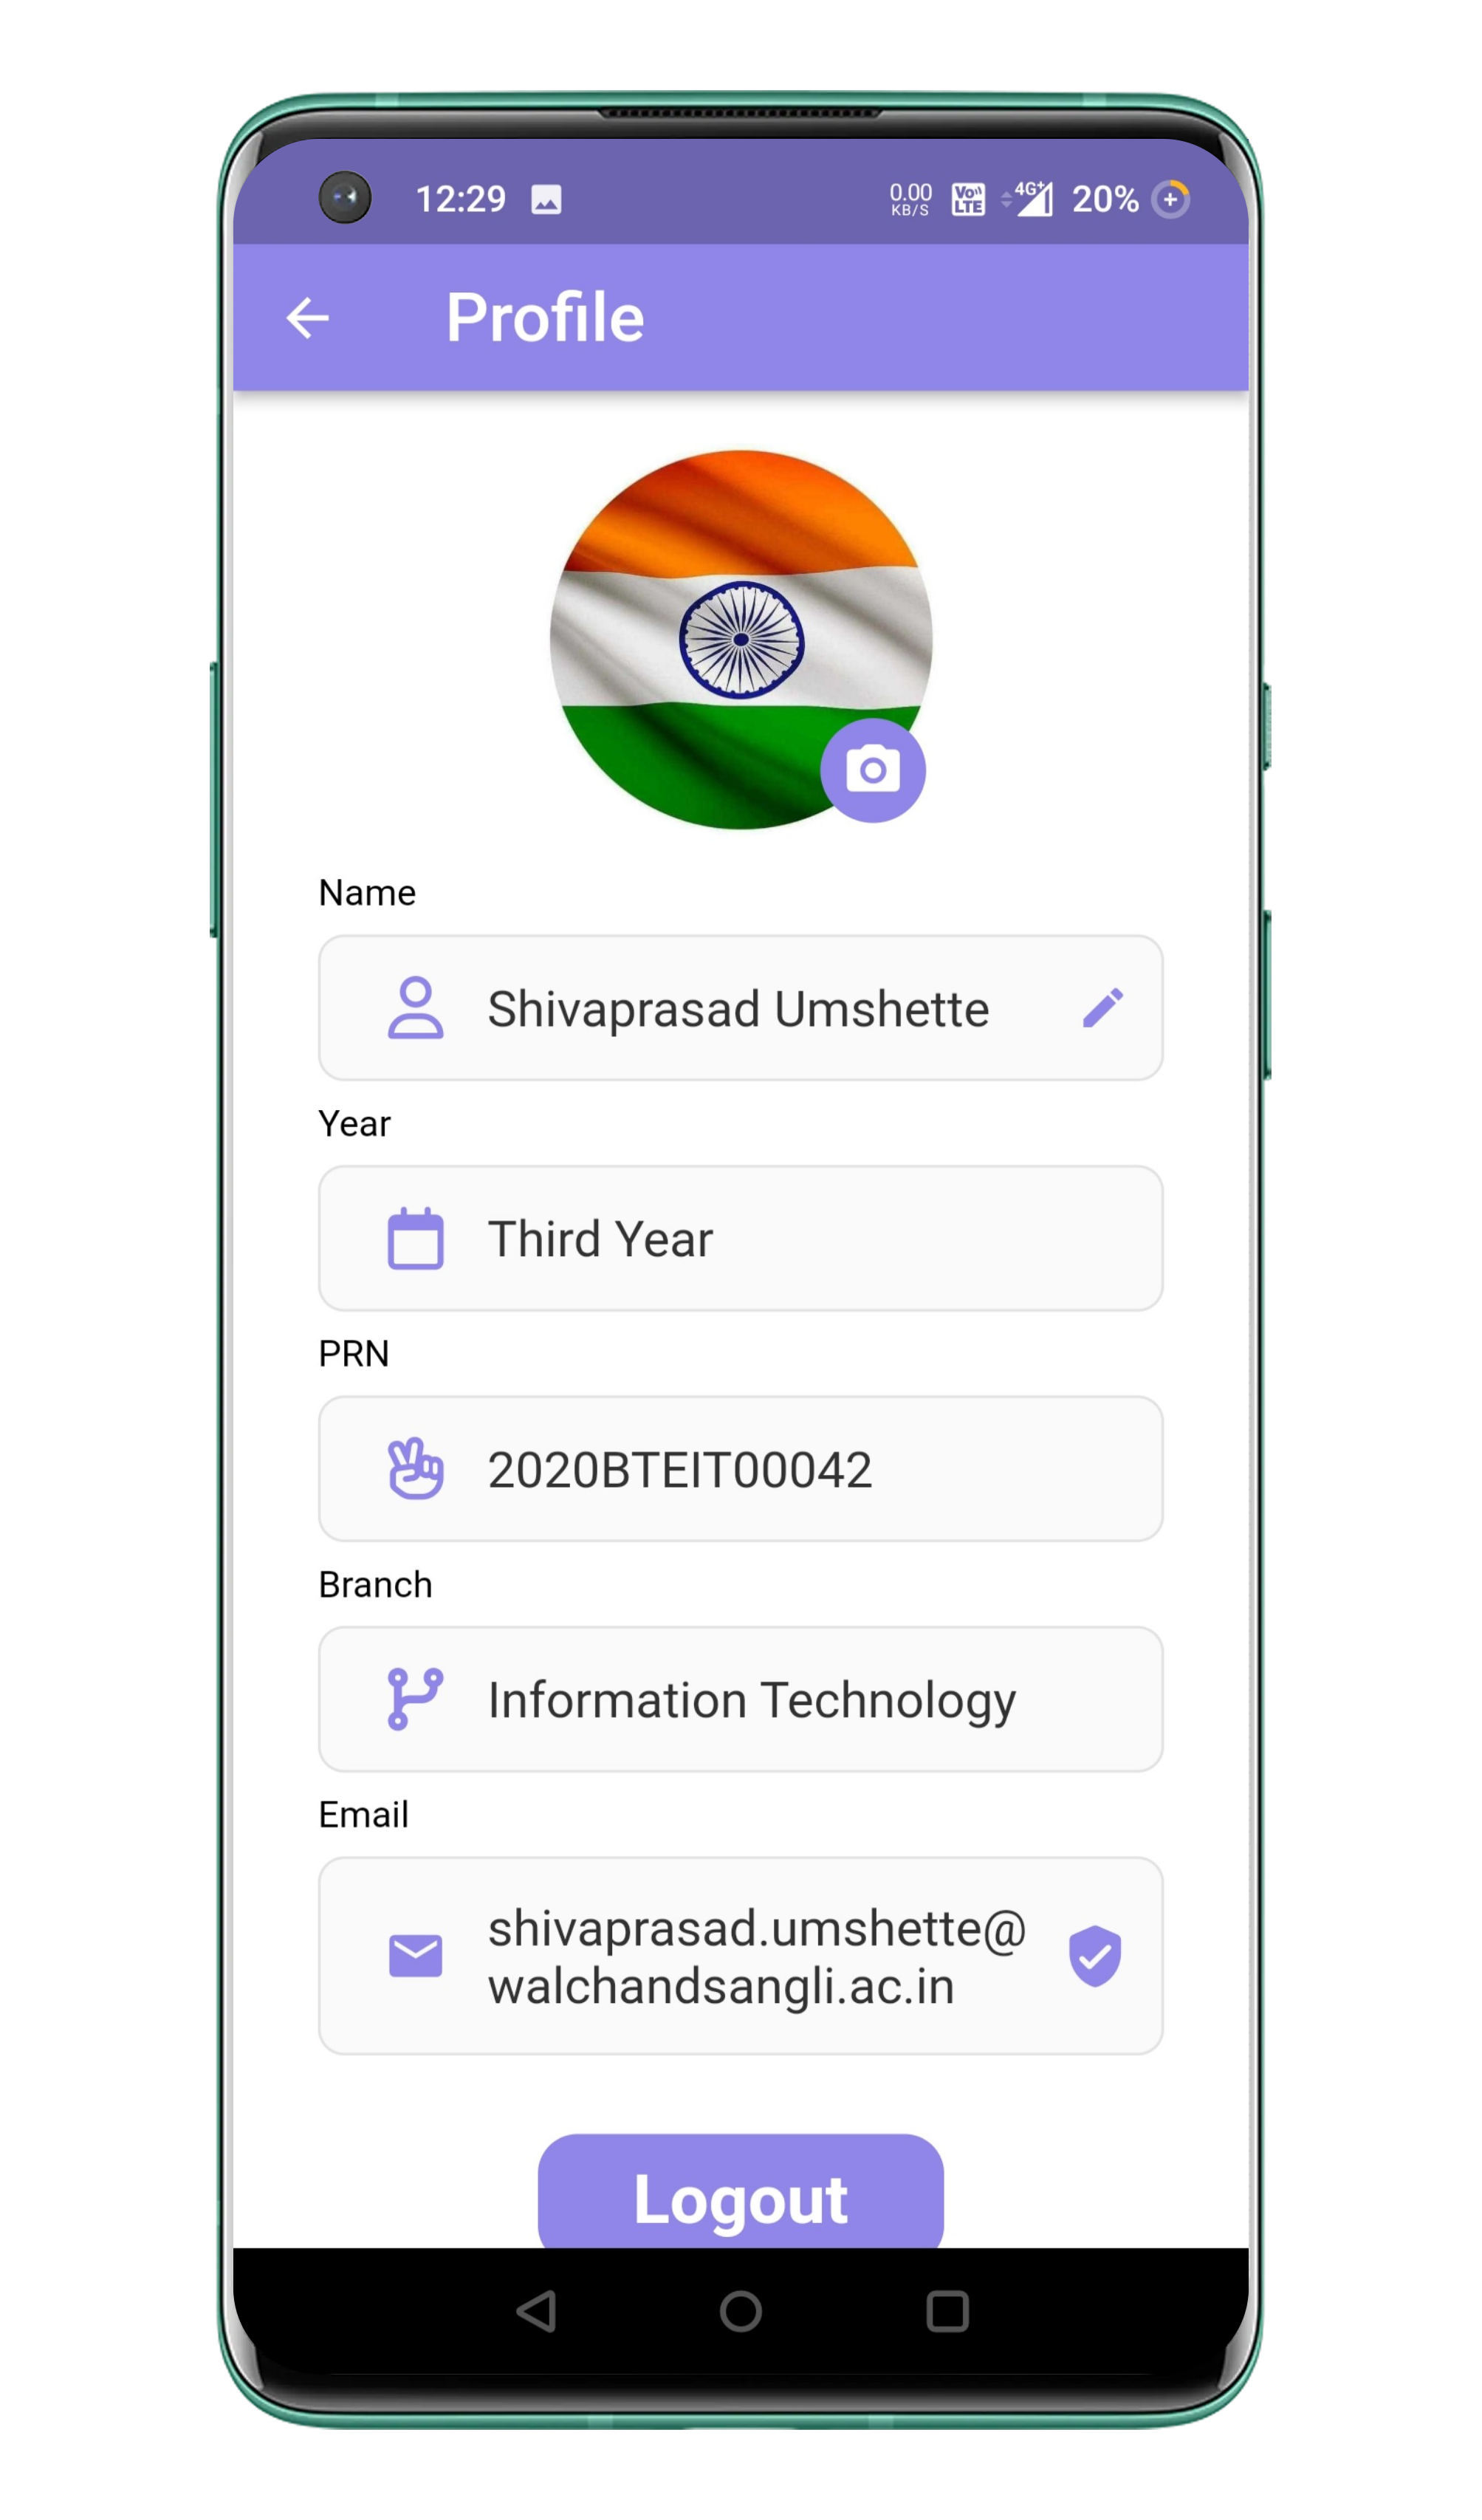 12:29
0.00
KB/S
Vo))
LTE
4G+
20%
Profile
Name
Shivaprasad Umshette
Year
Third Year
PRN
2020BTEIT00042
Branch
Information Technology
Email
shivaprasad.umshette@
walchandsangli.ac.in
Logout